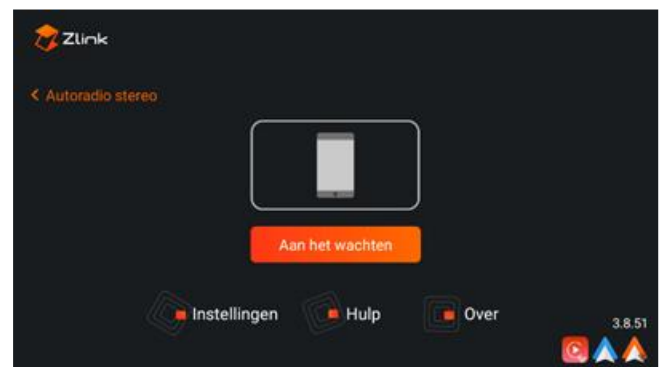 Zlink
< Autoradio stereo
Aan het wachten
Instellingen Hulp Over
3.8.51